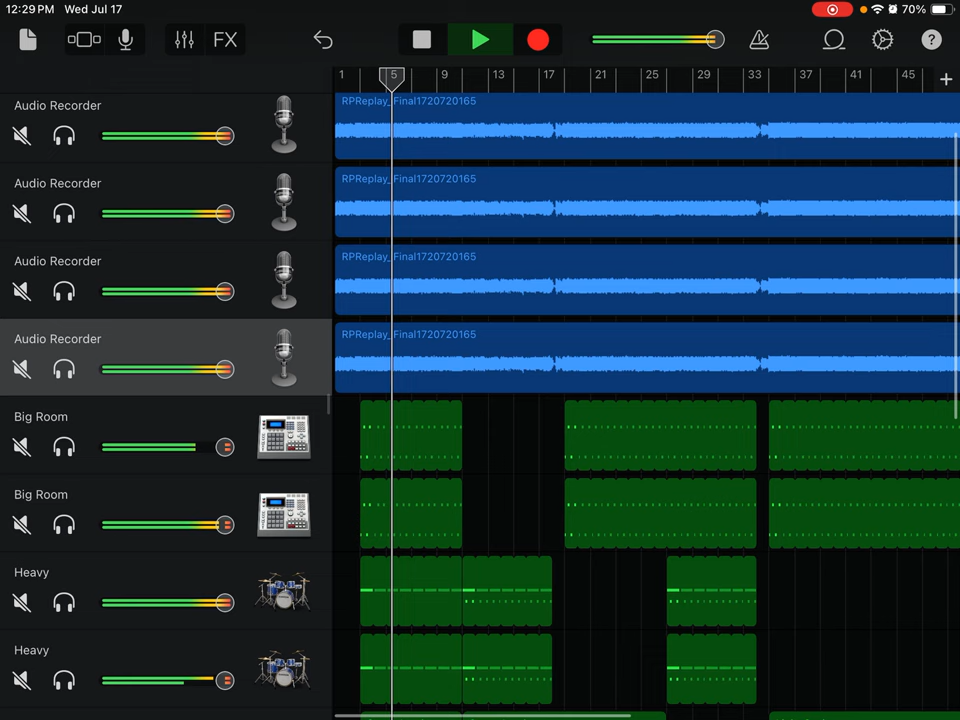 12:29 PM Wed Jul 17
70%
FX
?
1 5 9 13 17 21 25 29 33 37 41 45 +
Audio Recorder
RPReplay_Final1720720165
Audio Recorder
RPReplay_Final1720720165
Audio Recorder
RPReplay_Final1720720165
Audio Recorder
RPReplay_Final1720720165
Big Room
Big Room
Heavy
Heavy